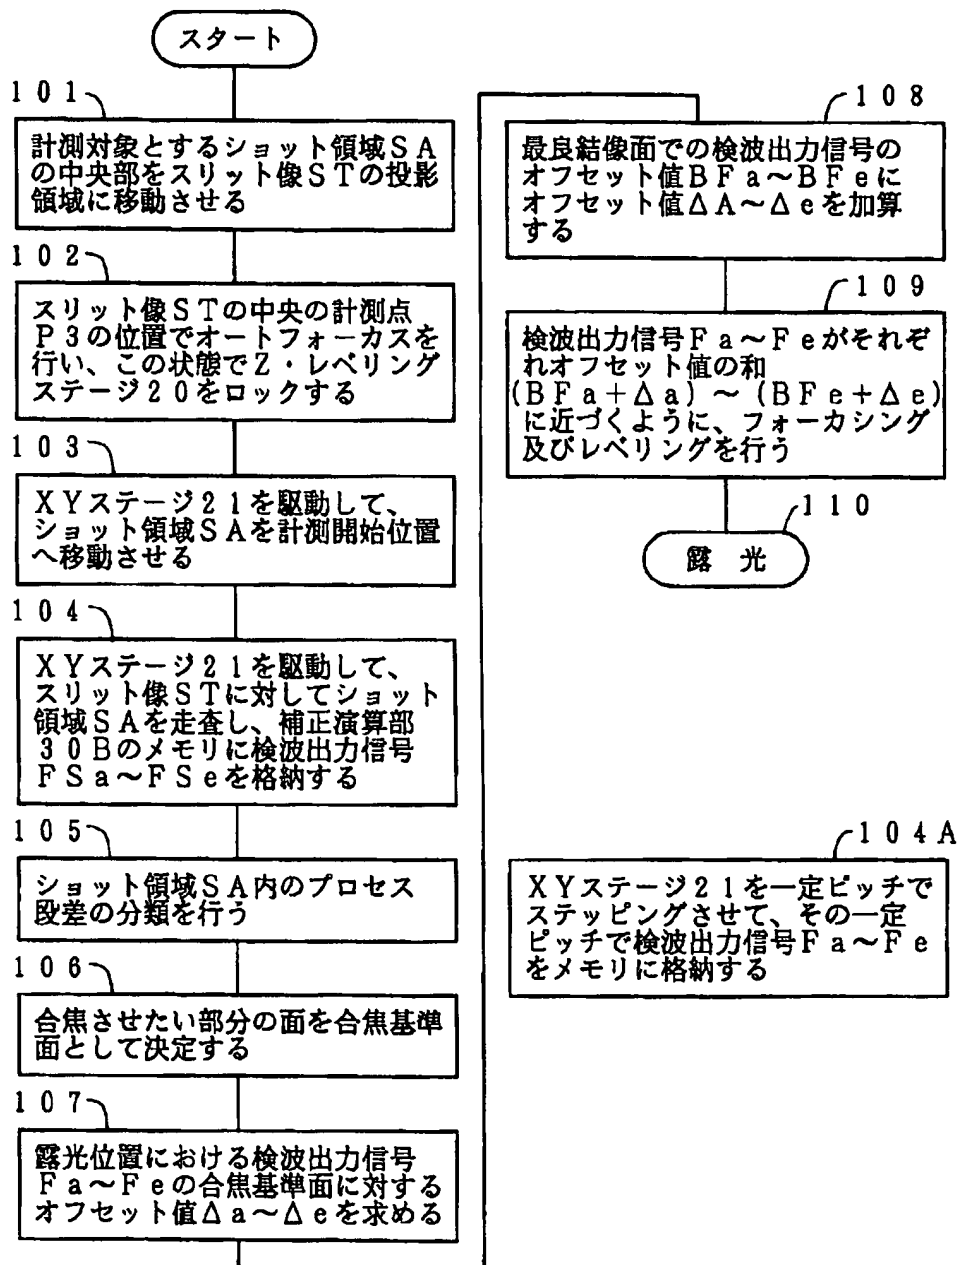 スタート
101
計測対象とするショット領域SA
の中央部をスリット像STの投影
領域に移動させる
102
スリット像STの中央の計測点
P3の位置でオートフォーカスを
行い、この状態でZ・レベリング
ステージ20をロックする
103
XYステージ21を駆動して、
ショット領域SAを計測開始位置
へ移動させる
104
XYステージ21を駆動して、
スリット像STに対してショット
領域SAを走査し、補正演算部
30Bのメモリに検波出力信号
FSa〜FSeを格納する
105
ショット領域SA内のプロセス
段差の分類を行う
106
合焦させたい部分の面を合焦基準
面として決定する
107
露光位置における検波出力信号
Fa〜Feの合焦基準面に対する
オフセット値Δa〜Δeを求める
108
最良結像面での検波出力信号の
オフセット値BFa〜BFeに
オフセット値ΔA〜Δeを加算
する
109
検波出力信号Fa〜Feがそれぞ
れオフセット値の和
(BFa+Δa)〜(BFe+Δe)
に近づくように、フォーカシング
及びレベリングを行う
110
露 光
104A
XYステージ21を一定ピッチで
ステッピングさせて、その一定
ピッチで検波出力信号Fa〜Fe
をメモリに格納する